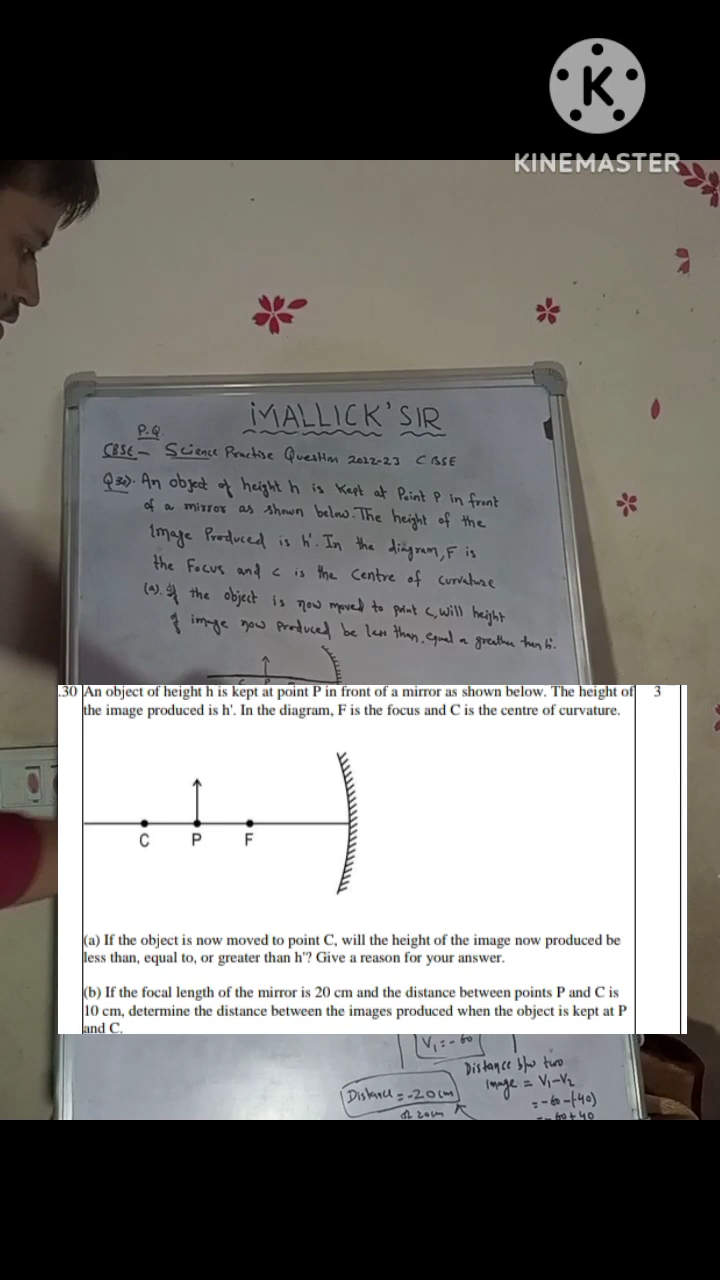 K
KINEMASTER
MALLICK'SIR
P.Q.
CBSE - Science Practise Question 2022-23 CBSE
Q30). An object of height h is kept at Point P in front
of a mirror as shown below. The height of the
Image Produced is h'. In the diagram, F is
the Focus and c is the Centre of curvature
(a). If the object is now moved to point C, will height
of image now produced be less than, equal or greather than h'.
.30 An object of height h is kept at point P in front of a mirror as shown below. The height of 3
the image produced is h'. In the diagram, F is the focus and C is the centre of curvature.
C P F
(a) If the object is now moved to point C, will the height of the image now produced be
less than, equal to, or greater than h'? Give a reason for your answer.
(b) If the focal length of the mirror is 20 cm and the distance between points P and C is
10 cm, determine the distance between the images produced when the object is kept at P
and C.
V₁ = - 60
Distance b/w two
image = V₁-V₂
= -60-(-40)
= -60+40
Distance = -20cm
or 20cm